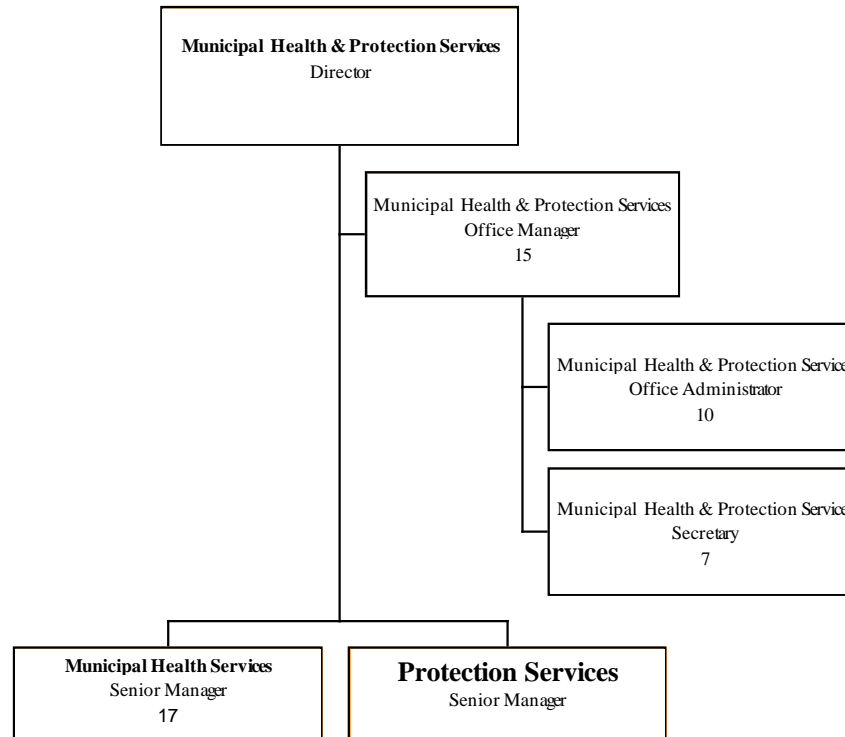 Municipal Health & Protection Services
Director
Municipal Health & Protection Services
Office Manager
15
Municipal Health & Protection Service
Office Administrator
10
Municipal Health & Protection Service
Secretary
7
Municipal Health Services
Senior Manager
17
Protection Services
Senior Manager